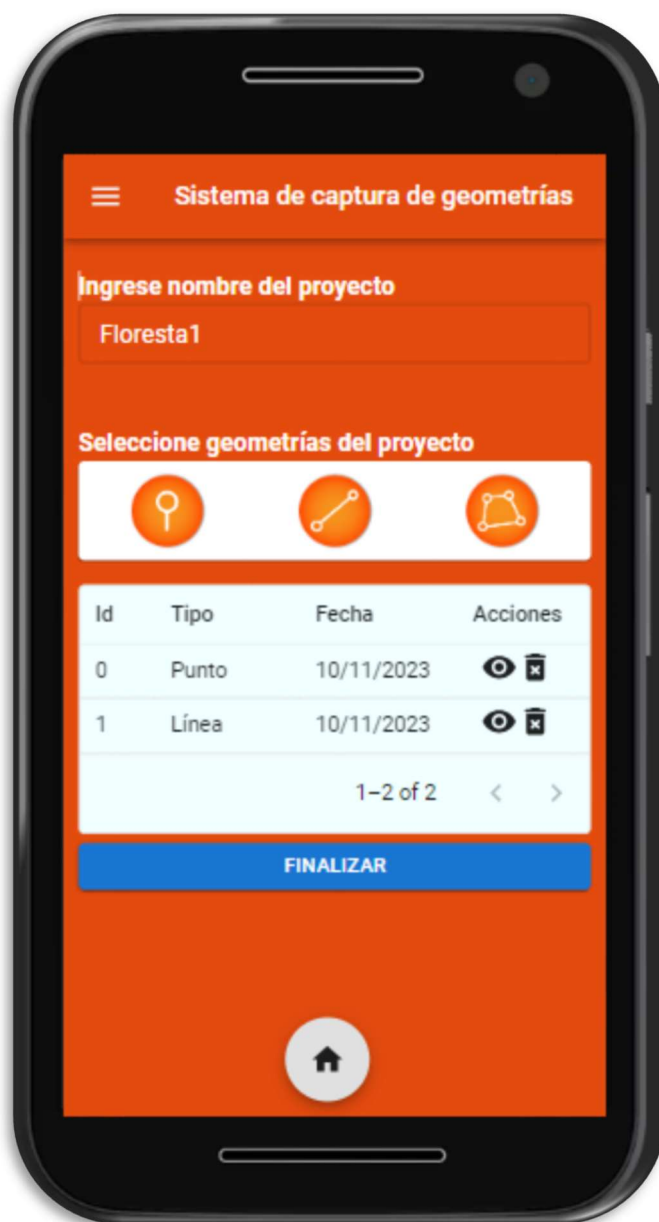 Sistema de captura de geometrías
Ingrese nombre del proyecto
Floresta1
Seleccione geometrías del proyecto
Id Tipo Fecha Acciones
0 Punto 10/11/2023
1 Línea 10/11/2023
1–2 of 2
FINALIZAR